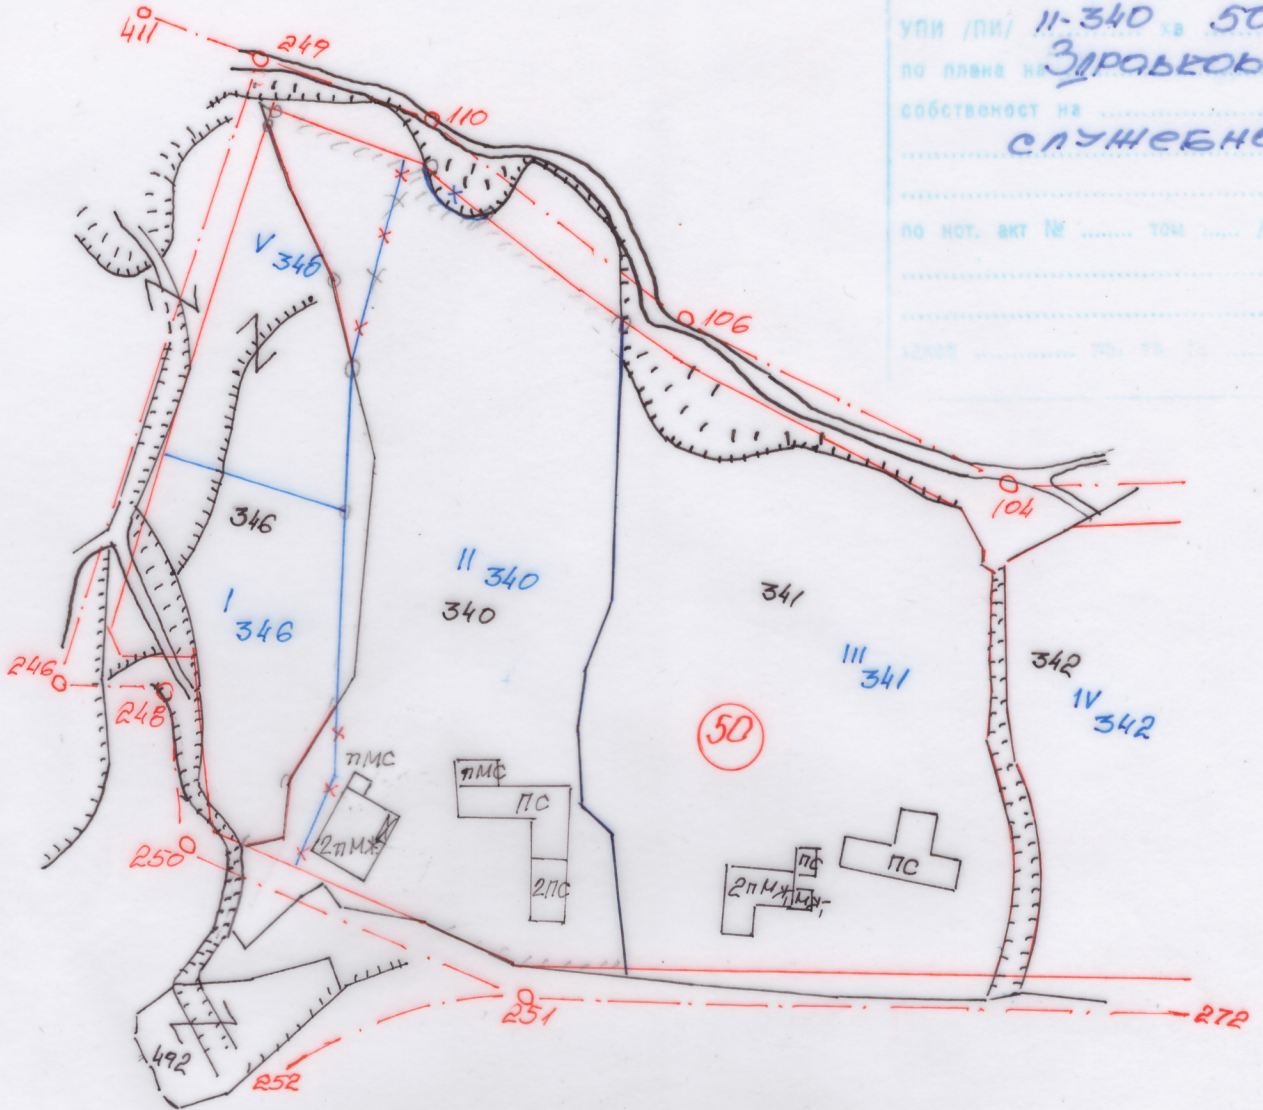 УПИ /ПИ/ II-340 кв 50
по плана на
собственост на
по нот. акт № ........ том ......
411
249
110
V 346
106
104
346
II 340
340
341
I 346
III 341
342
IV 342
246
248
50
пМС
пМС
ПС
2пМЖ
2ПС
2пМЖ
ПС
МЖ
ПС
250
251
272
492
252